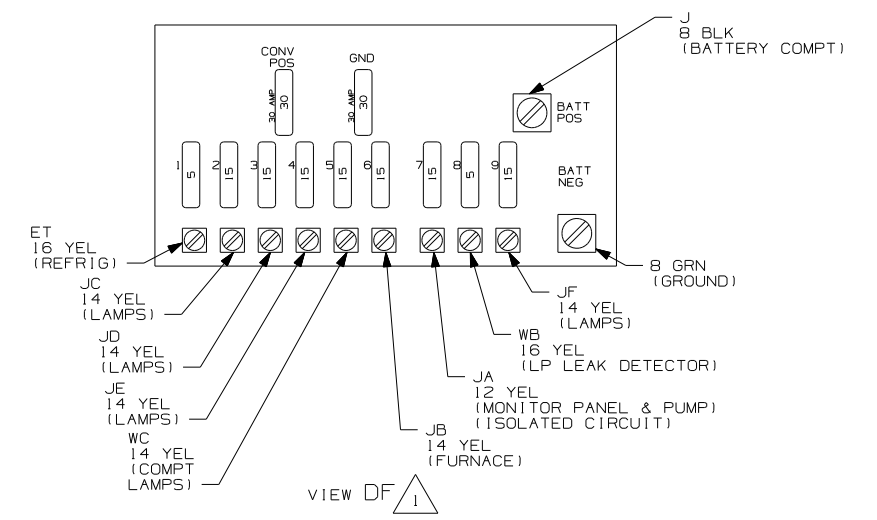 J
8 BLK
(BATTERY COMPT)
CONV
POS
GND
30 AMP
30
30 AMP
30
BATT
POS
1
5
2
15
3
15
4
15
5
15
6
15
7
15
8
5
9
15
BATT
NEG
ET
16 YEL
(REFRIG)
8 GRN
(GROUND)
JC
14 YEL
(LAMPS)
JF
14 YEL
(LAMPS)
JD
14 YEL
(LAMPS)
WB
16 YEL
(LP LEAK DETECTOR)
JE
14 YEL
(LAMPS)
JA
12 YEL
(MONITOR PANEL & PUMP)
(ISOLATED CIRCUIT)
WC
14 YEL
(COMPT
LAMPS)
JB
14 YEL
(FURNACE)
VIEW DF
1